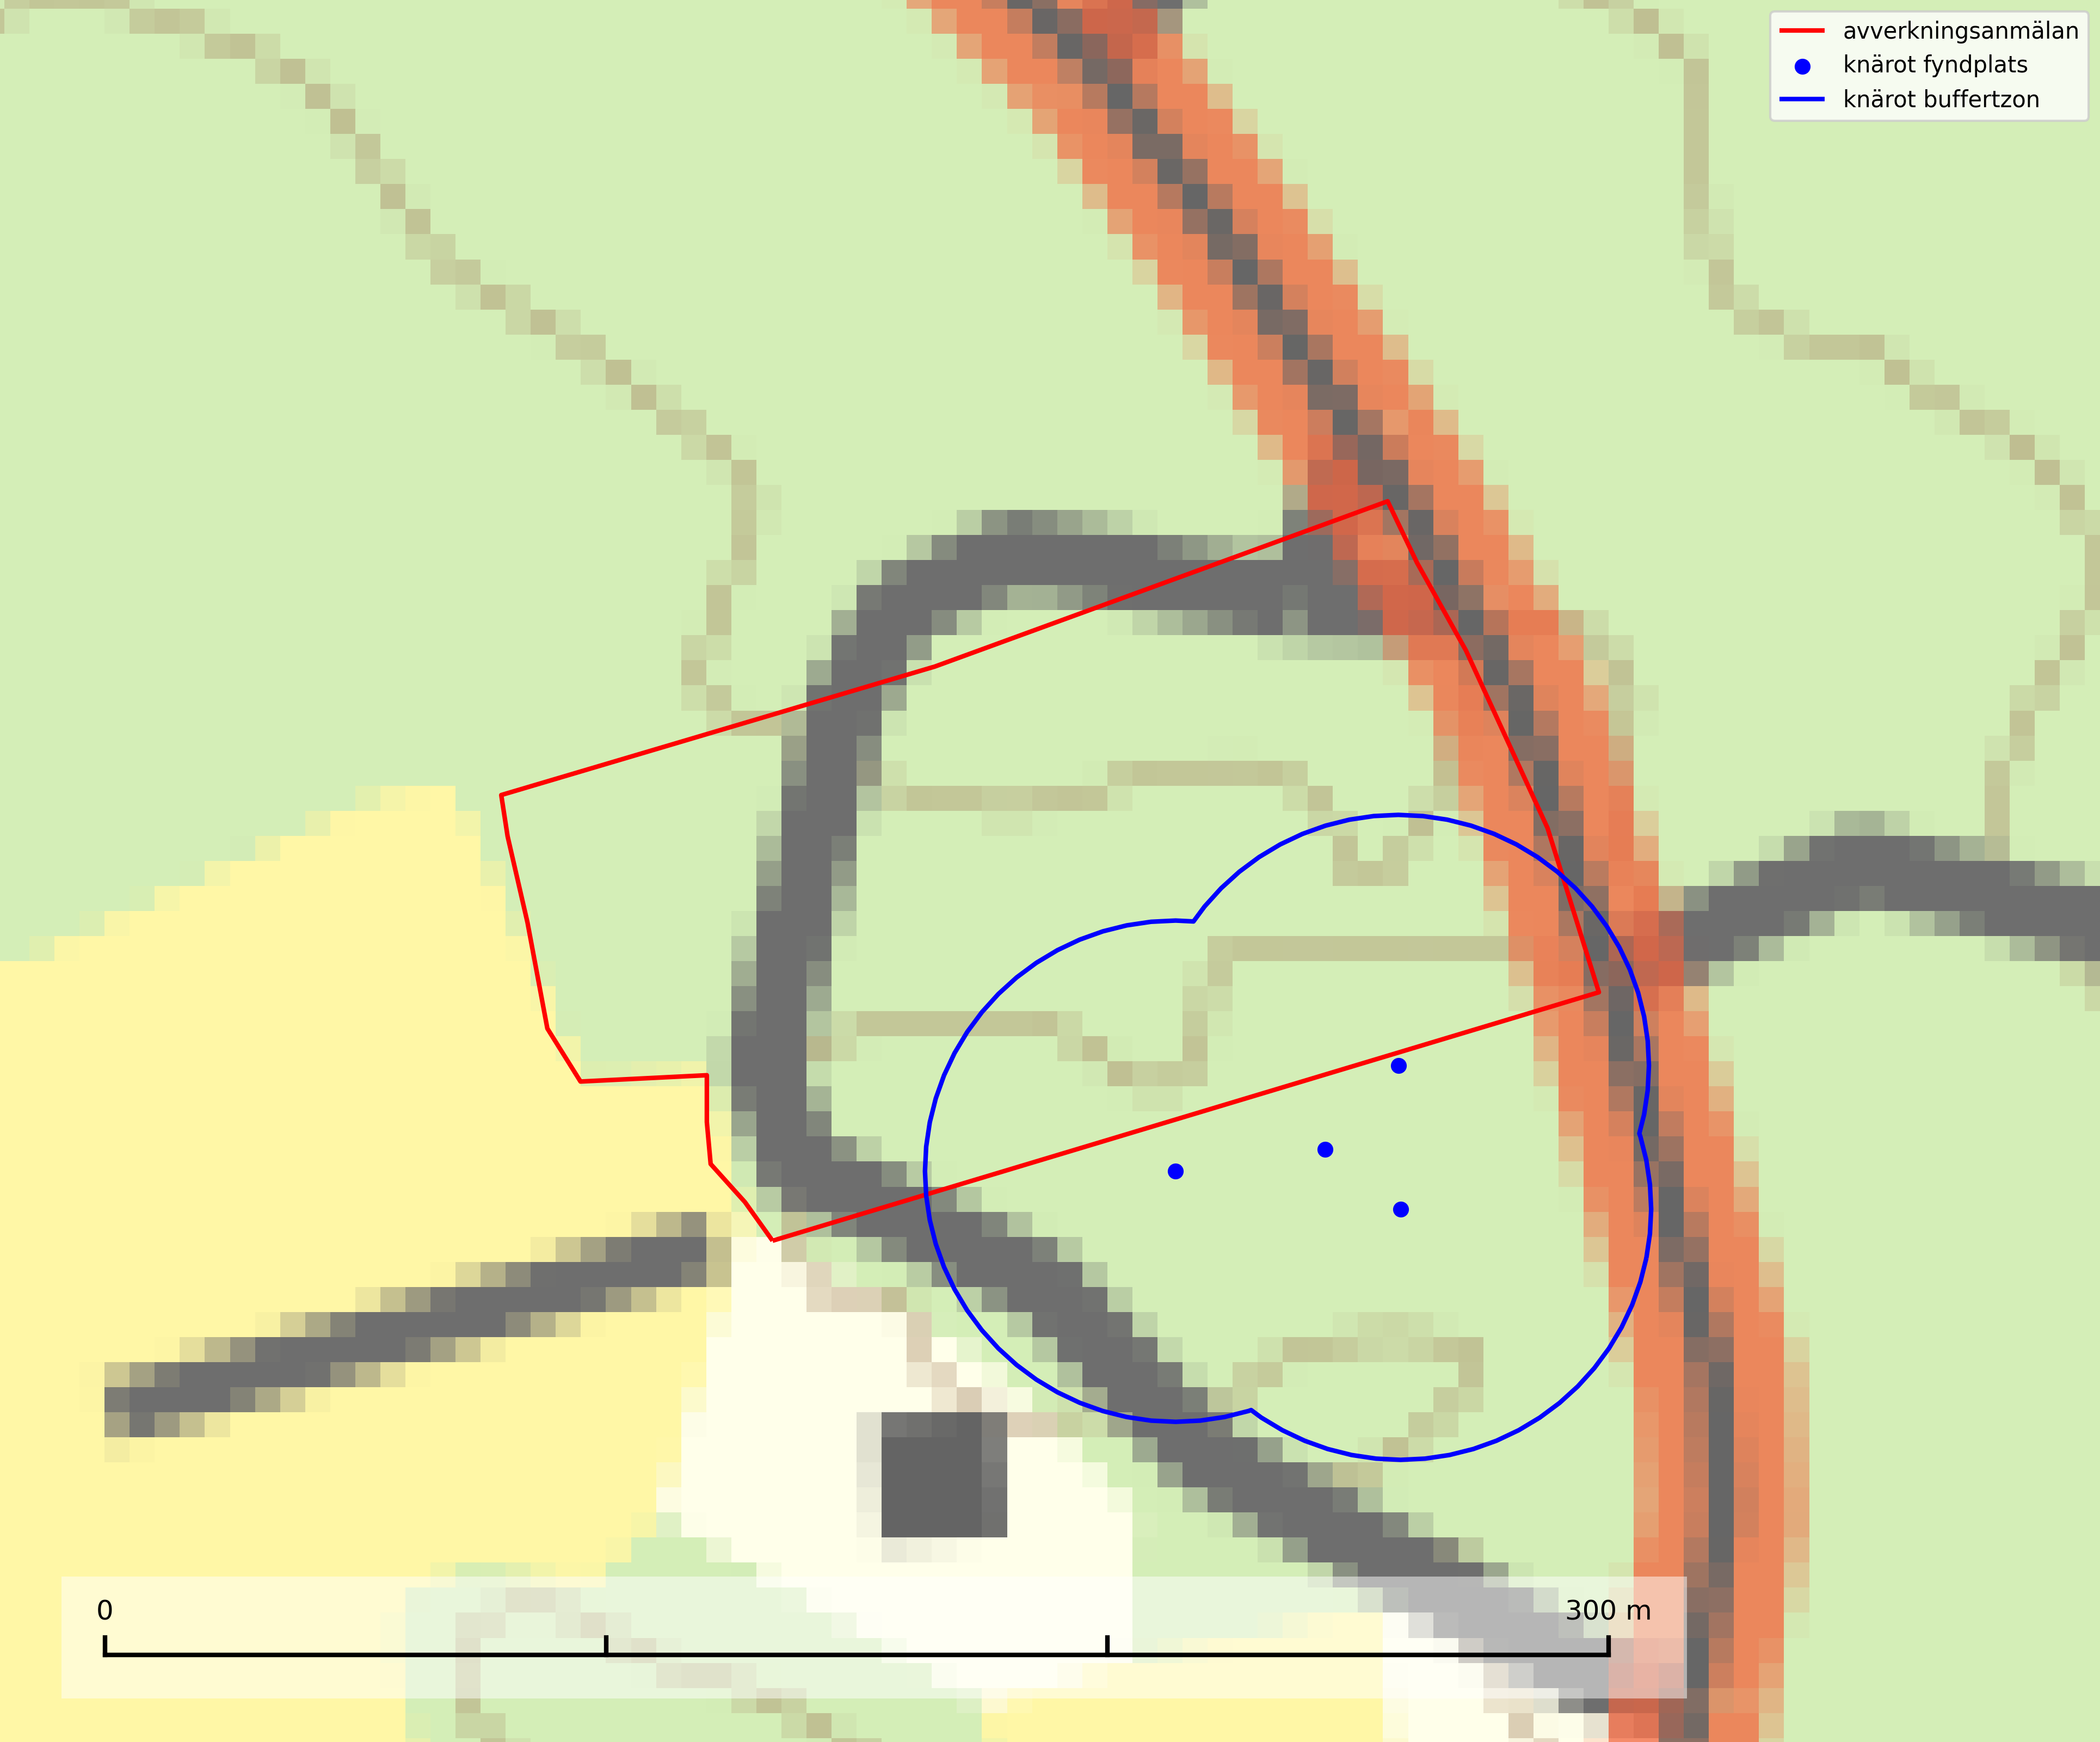 avverkningsanmälan
knärot fyndplats
knärot buffertzon
0
300 m